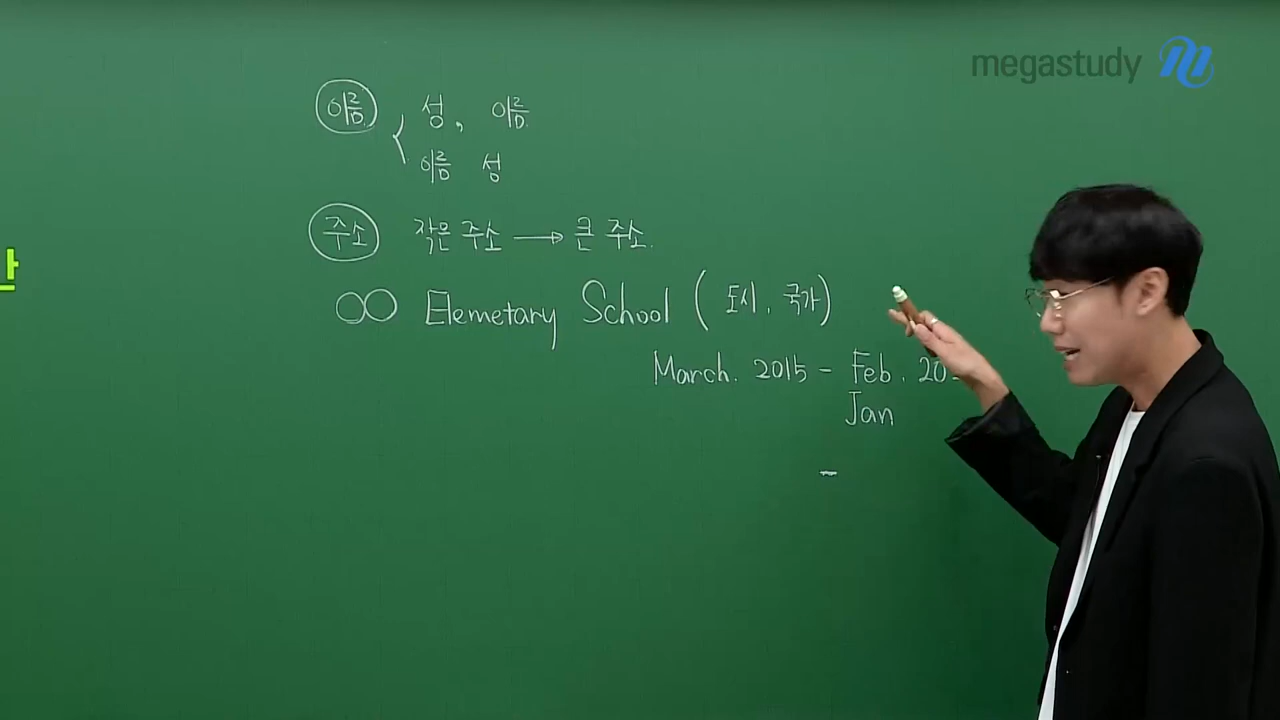 megastudy
이름 성, 이름
이름 성
주소 작은 주소 → 큰 주소.
○○ Elemetary School (도시, 국가)
March. 2015 - Feb. 20
Jan
-